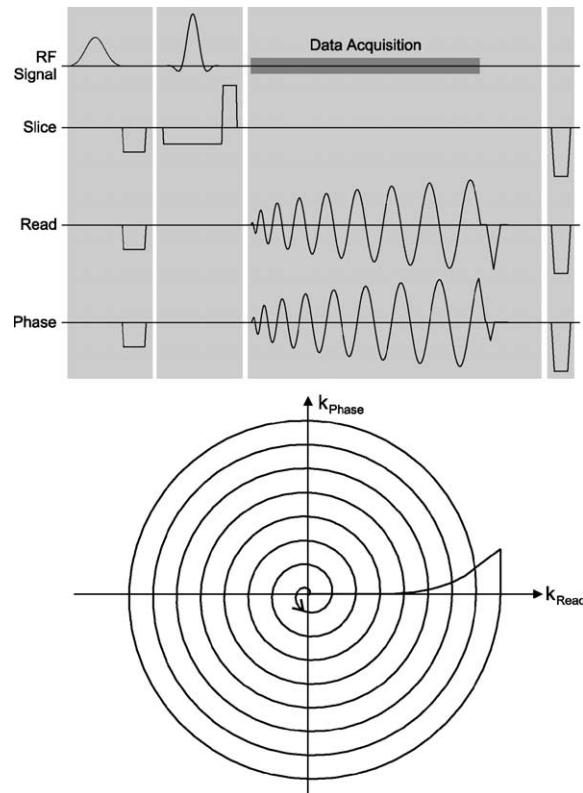 RF
Signal
Data Acquisition
Slice
Read
Phase
kPhase
kRead